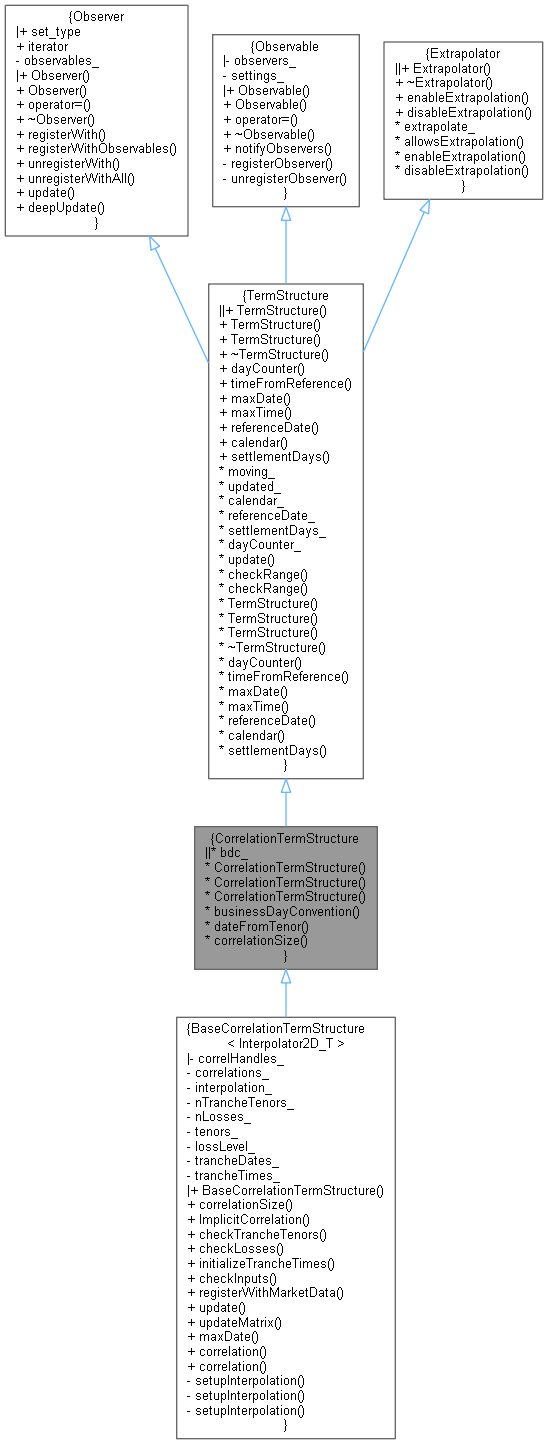 {Observer
|+ set_type
+ iterator
- observables_
|+ Observer()
+ Observer()
+ operator=()
+ ~Observer()
+ registerWith()
+ registerWithObservables()
+ unregisterWith()
+ unregisterWithAll()
+ update()
+ deepUpdate()
}
{Observable
|- observers_
- settings_
|+ Observable()
+ Observable()
+ operator=()
+ ~Observable()
+ notifyObservers()
- registerObserver()
- unregisterObserver()
}
{Extrapolator
||+ Extrapolator()
+ ~Extrapolator()
+ enableExtrapolation()
+ disableExtrapolation()
* extrapolate_
* allowsExtrapolation()
* enableExtrapolation()
* disableExtrapolation()
}
{TermStructure
||+ TermStructure()
+ TermStructure()
+ TermStructure()
+ ~TermStructure()
+ dayCounter()
+ timeFromReference()
+ maxDate()
+ maxTime()
+ referenceDate()
+ calendar()
+ settlementDays()
* moving_
* updated_
* calendar_
* referenceDate_
* settlementDays_
* dayCounter_
* update()
* checkRange()
* checkRange()
* TermStructure()
* TermStructure()
* TermStructure()
* ~TermStructure()
* dayCounter()
* timeFromReference()
* maxDate()
* maxTime()
* referenceDate()
* calendar()
* settlementDays()
}
{CorrelationTermStructure
||* bdc_
* CorrelationTermStructure()
* CorrelationTermStructure()
* CorrelationTermStructure()
* businessDayConvention()
* dateFromTenor()
* correlationSize()
}
{BaseCorrelationTermStructure
< Interpolator2D_T >
|- correlHandles_
- correlations_
- interpolation_
- nTrancheTenors_
- nLosses_
- tenors_
- lossLevel_
- trancheDates_
- trancheTimes_
|+ BaseCorrelationTermStructure()
+ correlationSize()
+ ImplicitCorrelation()
+ checkTrancheTenors()
+ checkLosses()
+ initializeTrancheTimes()
+ checkInputs()
+ registerWithMarketData()
+ update()
+ updateMatrix()
+ maxDate()
+ correlation()
+ correlation()
- setupInterpolation()
- setupInterpolation()
- setupInterpolation()
}